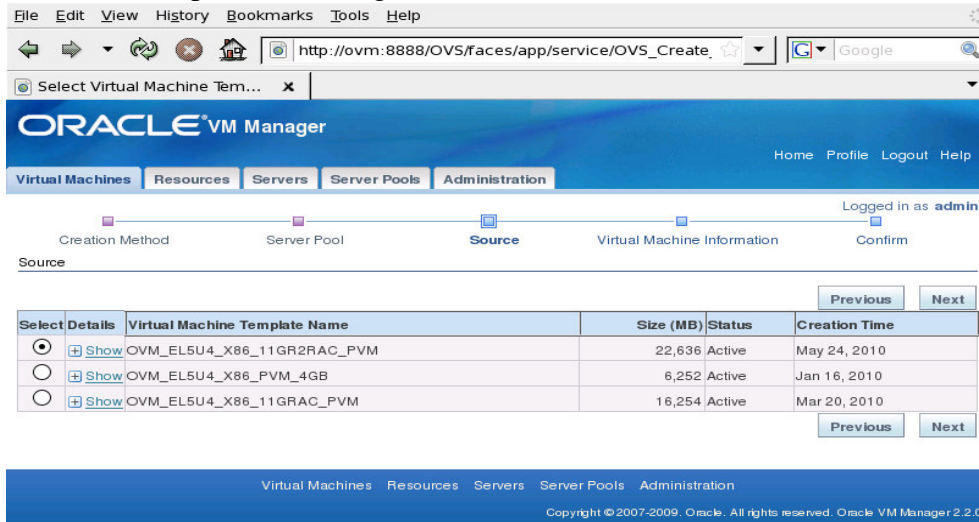 File Edit View History Bookmarks Tools Help
http://ovm:8888/OVS/faces/app/service/OVS_Create_ G Google
Select Virtual Machine Tem... x
ORACLE VM Manager
Home Profile Logout Help
Virtual Machines Resources Servers Server Pools Administration
Logged in as admin
Creation Method Server Pool Source Virtual Machine Information Confirm
Source
Previous Next
Select Details Virtual Machine Template Name Size (MB) Status Creation Time
Show OVM_EL5U4_X86_11GR2RAC_PVM 22,636 Active May 24, 2010
Show OVM_EL5U4_X86_PVM_4GB 6,252 Active Jan 16, 2010
Show OVM_EL5U4_X86_11GRAC_PVM 16,254 Active Mar 20, 2010
Previous Next
Virtual Machines Resources Servers Server Pools Administration
Copyright ©2007-2009. Oracle. All rights reserved. Oracle VM Manager 2.2.0